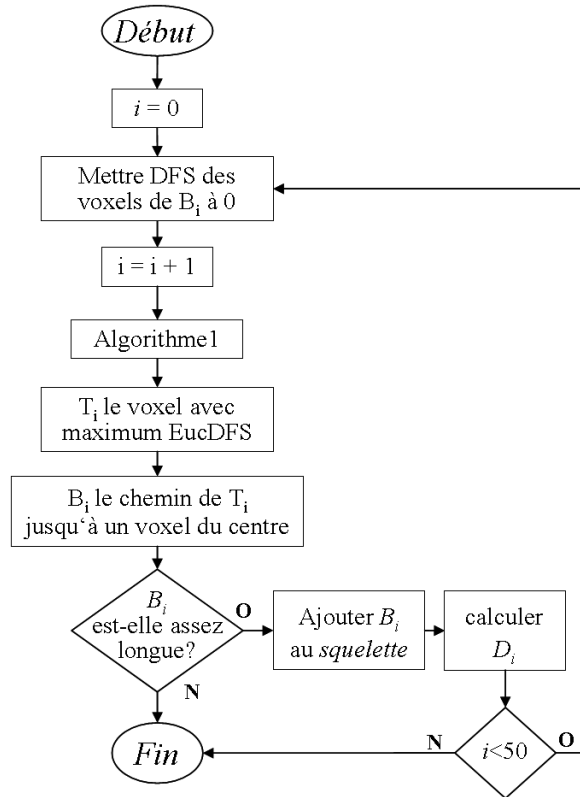 Début
i = 0
Mettre DFS des
voxels de Bi à 0
i = i + 1
Algorithme1
Ti le voxel avec
maximum EucDFS
Bi le chemin de Ti
jusqu‘à un voxel du centre
Bi
est-elle assez
longue?
O
N
Ajouter Bi
au squelette
calculer
Di
i<50
N
O
Fin